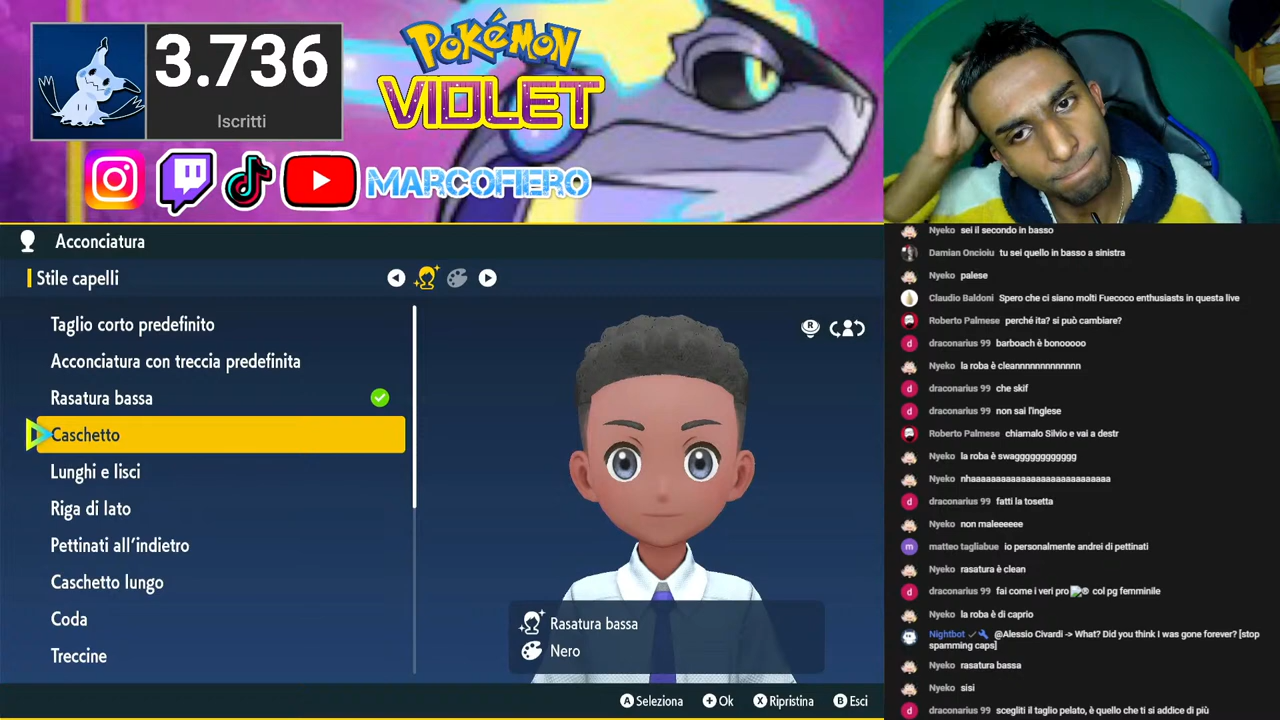 3.736
Iscritti
POKÉMON
VIOLET
MARCOFIERO
Acconciatura
Stile capelli
Taglio corto predefinito
Acconciatura con treccia predefinita
Rasatura bassa
Caschetto
Lunghi e lisci
Riga di lato
Pettinati all'indietro
Caschetto lungo
Coda
Treccine
R
Rasatura bassa
Nero
A Seleziona
+ Ok
X Ripristina
B Esci
Nyeko sei il secondo in basso
Damian Oncioiu tu sei quello in basso a sinistra
Nyeko palese
Claudio Baldoni Spero che ci siano molti Fuecoco enthusiasts in questa live
Roberto Palmese perché ita? si può cambiare?
d draconarius 99 barboach è bonooooo
Nyeko la roba è cleannnnnnnnnnn
d draconarius 99 che skif
d draconarius 99 non sai l'inglese
Roberto Palmese chiamalo Silvio e vai a destr
Nyeko la roba è swaggggggggggg
Nyeko nhaaaaaaaaaaaaaaaaaaaaaaaaaaa
d draconarius 99 fatti la tosetta
Nyeko non maleeeeee
m matteo tagliabue io personalmente andrei di pettinati
Nyeko rasatura è clean
d draconarius 99 fai come i veri pro ® col pg femminile
Nyeko la roba è di caprio
Nightbot @Alessio Civardi -> What? Did you think I was gone forever? [stop
spamming caps]
Nyeko rasatura bassa
Nyeko sisi
d draconarius 99 scegliti il taglio pelato, è quello che ti si addice di più